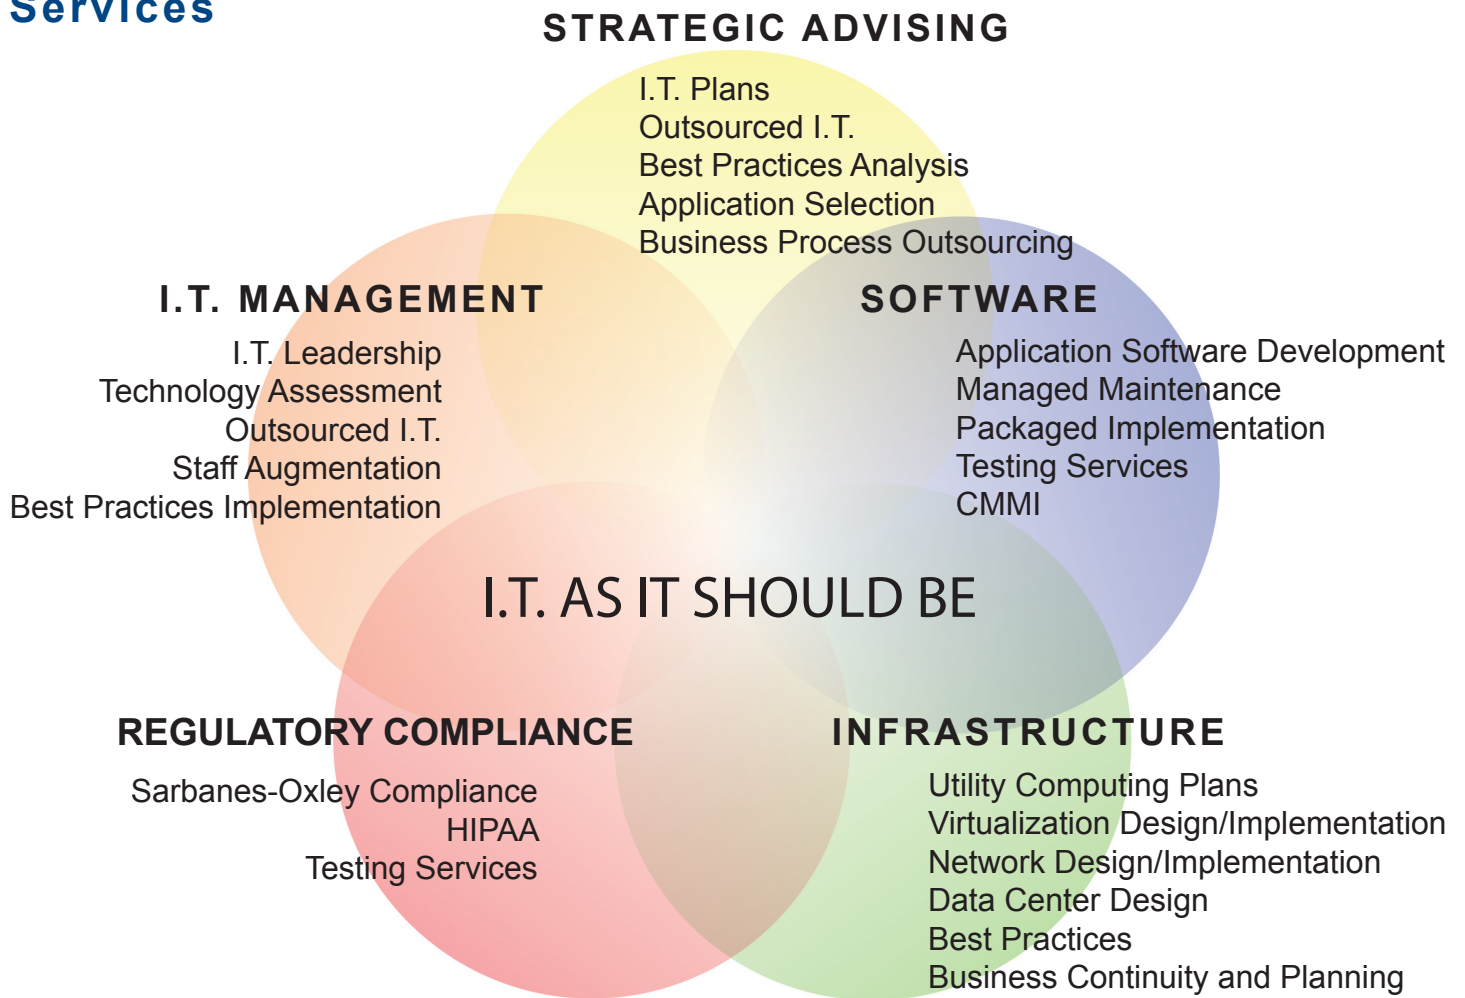 Services
STRATEGIC ADVISING
I.T. Plans
Outsourced I.T.
Best Practices Analysis
Application Selection
Business Process Outsourcing
I.T. MANAGEMENT
I.T. Leadership
Technology Assessment
Outsourced I.T.
Staff Augmentation
Best Practices Implementation
SOFTWARE
Application Software Development
Managed Maintenance
Packaged Implementation
Testing Services
CMMI
I.T. AS IT SHOULD BE
REGULATORY COMPLIANCE
Sarbanes-Oxley Compliance
HIPAA
Testing Services
INFRASTRUCTURE
Utility Computing Plans
Virtualization Design/Implementation
Network Design/Implementation
Data Center Design
Best Practices
Business Continuity and Planning